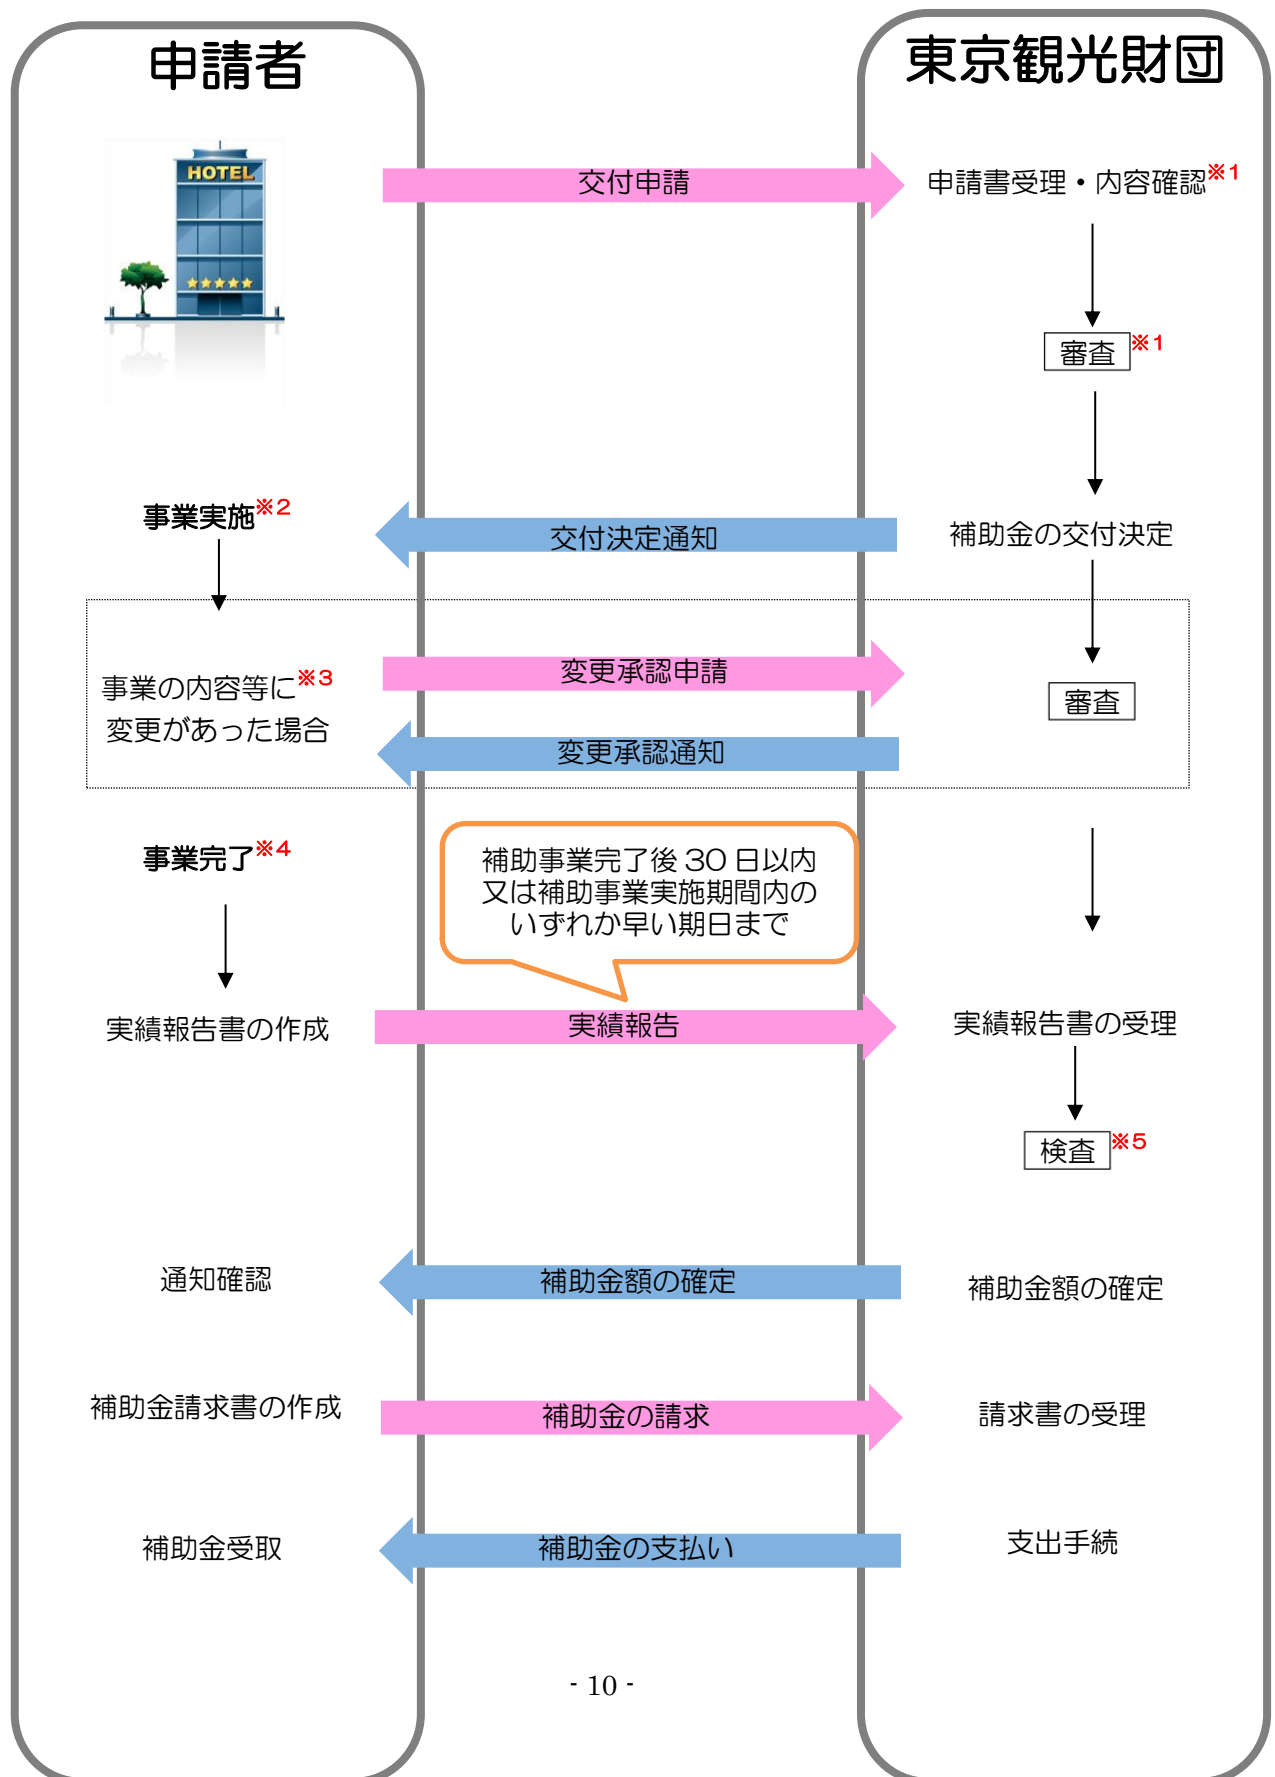 申請者
東京観光財団
HOTEL
交付申請
申請書受理・内容確認※1
審査※1
事業実施※2
交付決定通知
補助金の交付決定
変更承認申請
事業の内容等に※3
変更があった場合
審査
変更承認通知
事業完了※4
補助事業完了後 30 日以内
又は補助事業実施期間内の
いずれか早い期日まで
実績報告書の作成
実績報告
実績報告書の受理
検査※5
通知確認
補助金額の確定
補助金額の確定
補助金請求書の作成
補助金の請求
請求書の受理
補助金受取
補助金の支払い
支出手続
- 10 -